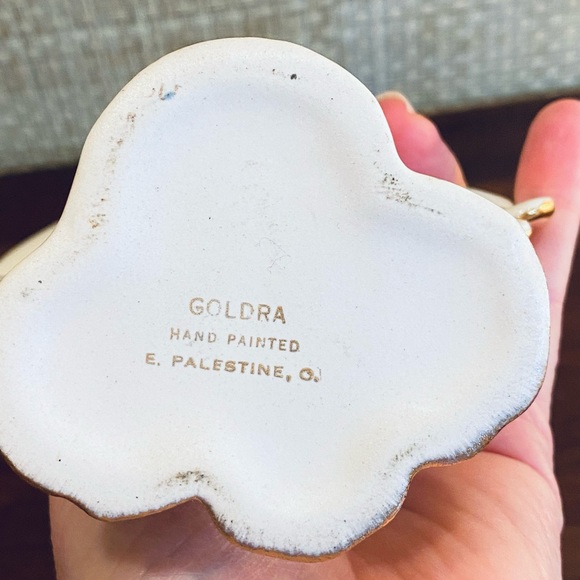 GOLDRA
HAND PAINTED
E. PALESTINE, O.